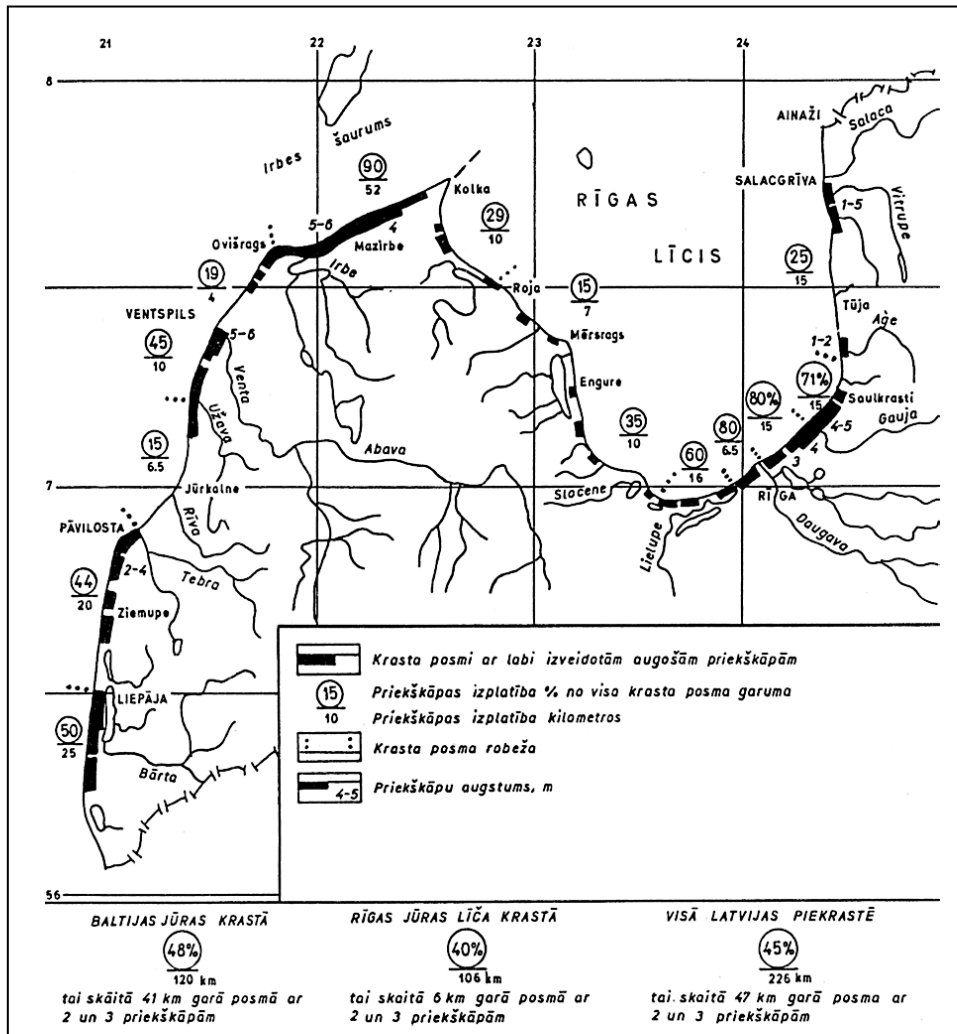 21
22
23
24
8
AINAŽI
Salaca
Irbes
Šaurums
90
52
Kolka
SALACGRĪVA
RĪGAS
1-5
Vitrupe
29
10
5-6
4
Ovišrags
Mazirbe
LĪCIS
Irbe
25
15
19
4
Roja
15
7
Tūja
VENTSPILS
Mērsrags
Aģe
5-6
1-2
45
10
Venta
Engure
71%
15
Saulkrasti
80%
15
Gauja
Užava
4-5
35
10
80
6.5
4
15
6.5
Abava
60
16
3
7
Jūrkalne
Slocene
RĪGA
PĀVILOSTA
Rīva
Lielupe
Daugava
2-4
Tebra
44
20
Ziemupe
LIEPĀJA
50
25
Bārta
56
Krasta posmi ar labi izveidotām augošām priekškāpām
15
10
Priekškāpas izplatība % no visa krasta posma garuma
Priekškāpas izplatība kilometros
Krasta posma robeža
4-5
Priekškāpu augstums, m
BALTIJAS JŪRAS KRASTĀ
48%
120 km
tai skaitā 41 km garā posmā ar
2 un 3 priekškāpām
RĪGAS JŪRAS LĪČA KRASTĀ
40%
106 km
tai skaitā 6 km garā posmā ar
2 un 3 priekškāpām
VISĀ LATVIJAS PIEKRASTĒ
45%
226 km
tai. skaitā 47 km garā posmā ar
2 un 3 priekškāpām